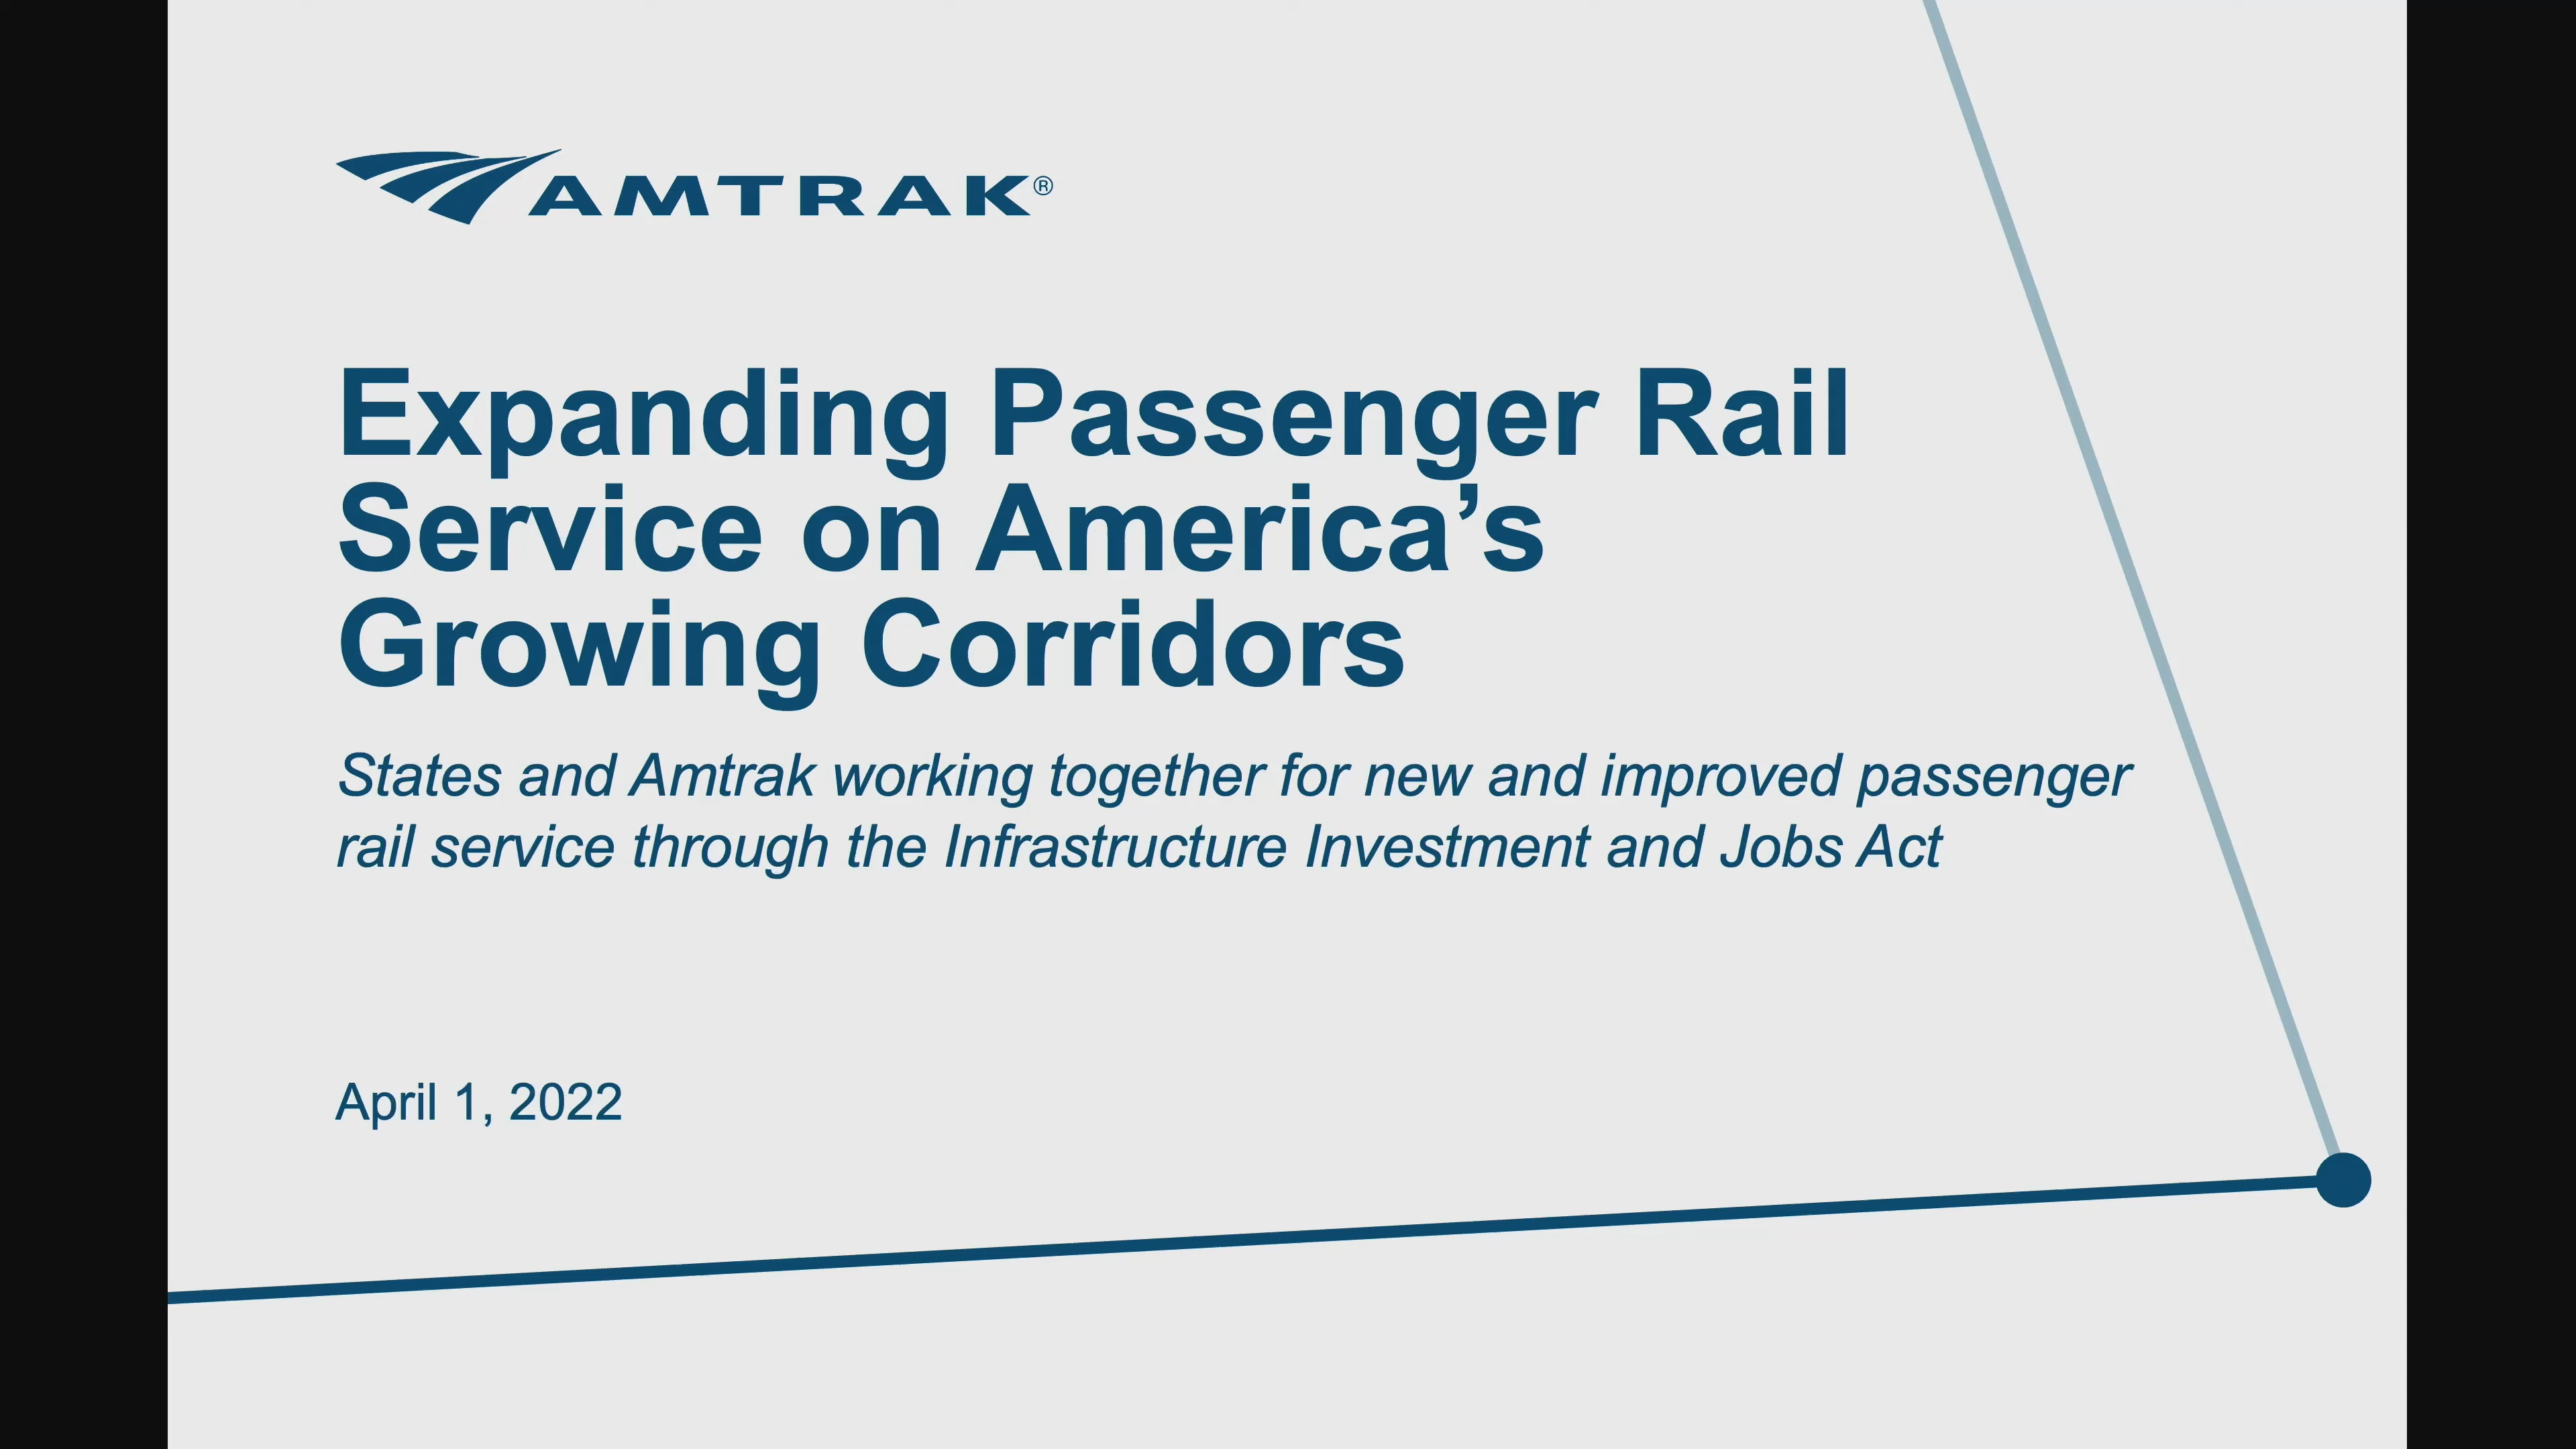 AMTRAK®
Expanding Passenger Rail
Service on America’s
Growing Corridors
States and Amtrak working together for new and improved passenger
rail service through the Infrastructure Investment and Jobs Act
April 1, 2022